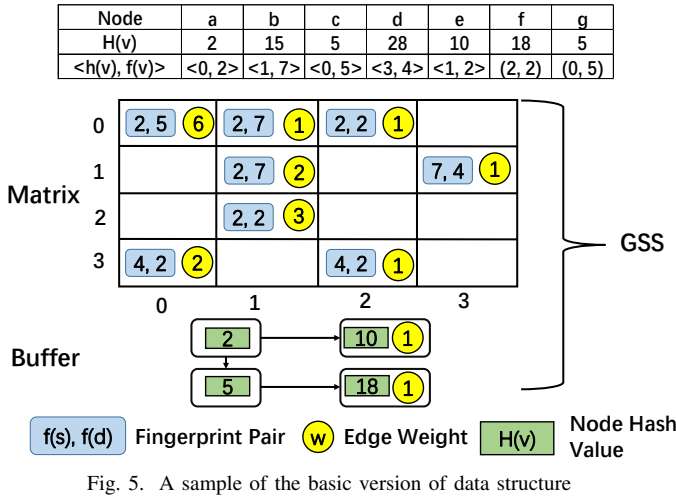 Node a b c d e f g
H(v) 2 15 5 28 10 18 5
<h(v), f(v)> <0, 2> <1, 7> <0, 5> <3, 4> <1, 2> (2, 2) (0, 5)
0 2, 5 6 2, 7 1 2, 2 1
1 2, 7 2 7, 4 1
Matrix
2 2, 2 3
3 4, 2 2 4, 2 1
0 1 2 3
GSS
Buffer
2 10 1
5 18 1
f(s), f(d) Fingerprint Pair w Edge Weight H(v) Node Hash
Value
Fig. 5. A sample of the basic version of data structure